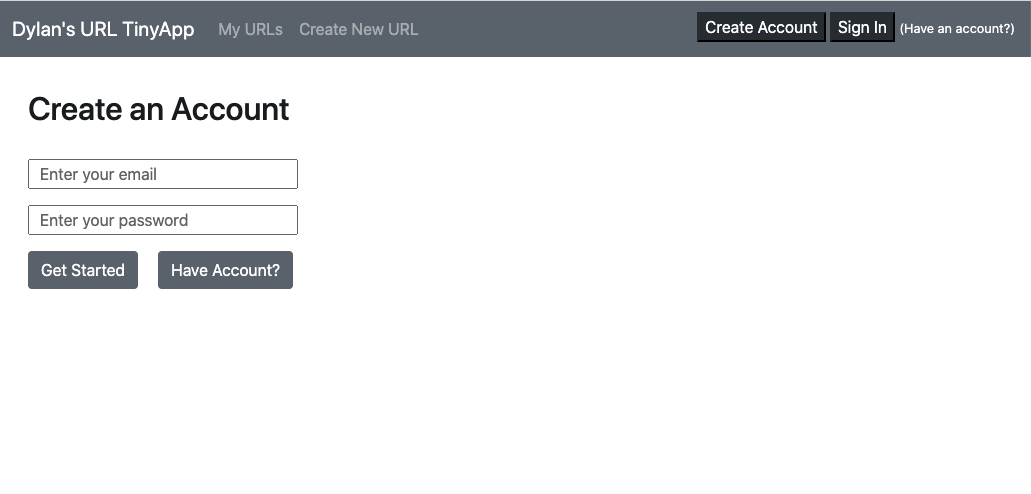 Dylan's URL TinyApp My URLs Create New URL Create Account Sign In (Have an account?)
Create an Account
Enter your email
Enter your password
Get Started Have Account?